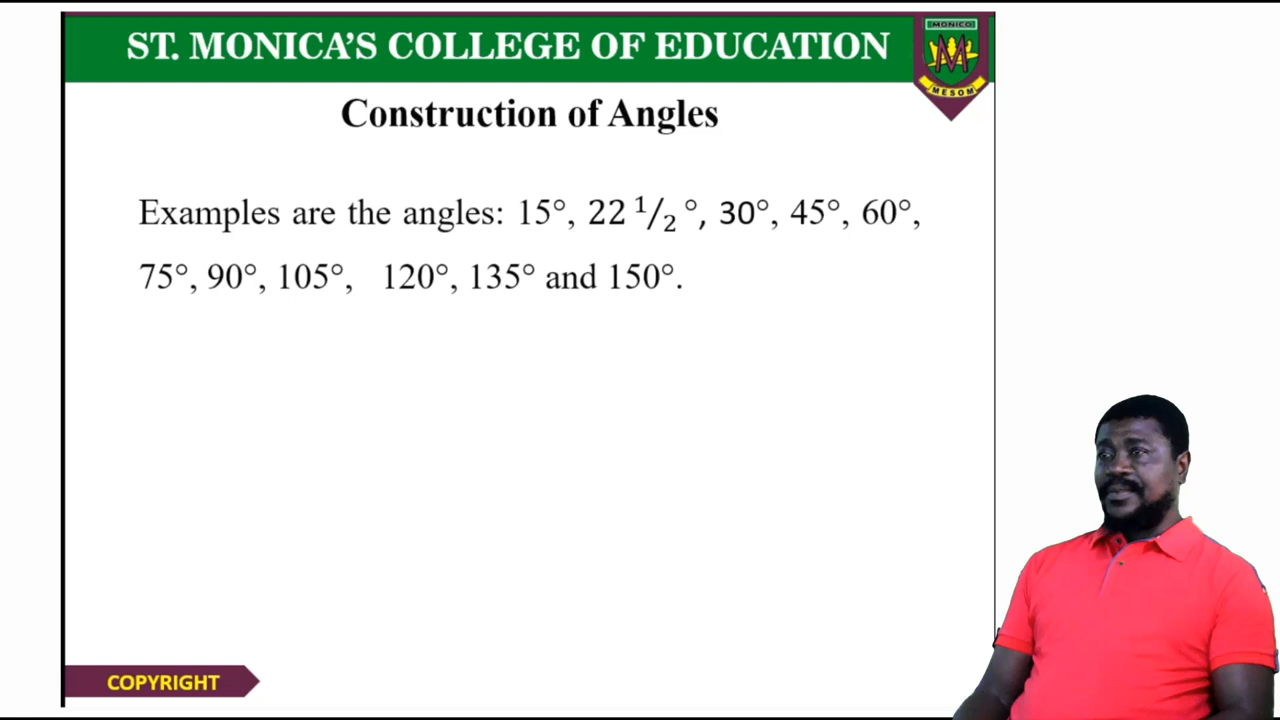 ST. MONICA'S COLLEGE OF EDUCATION
MONICO
M
MESOM
Construction of Angles
Examples are the angles: 15°, 22 1/2 °, 30°, 45°, 60°,
75°, 90°, 105°, 120°, 135° and 150°.
COPYRIGHT